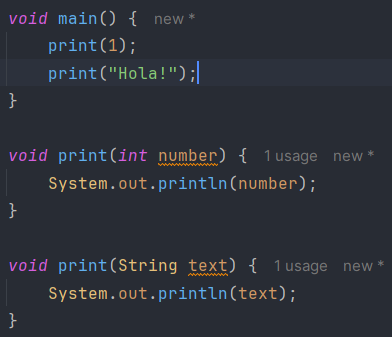 void main() { new *
    print(1);
    print("Hola!");
}

void print(int number) { 1 usage new *
    System.out.println(number);
}

void print(String text) { 1 usage new *
    System.out.println(text);
}